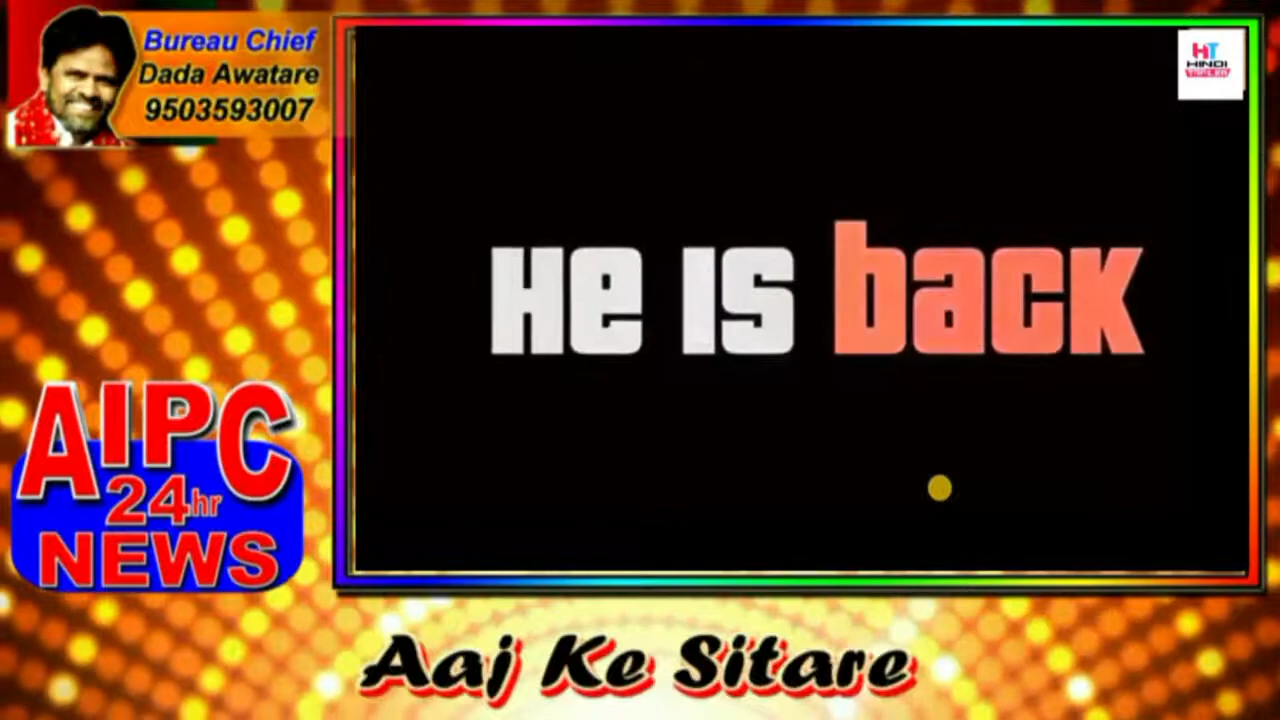 Bureau Chief
Dada Awatare
9503593007
HT
HINDI
He is back
AIPC
24hr
NEWS
Aaj Ke Sitare